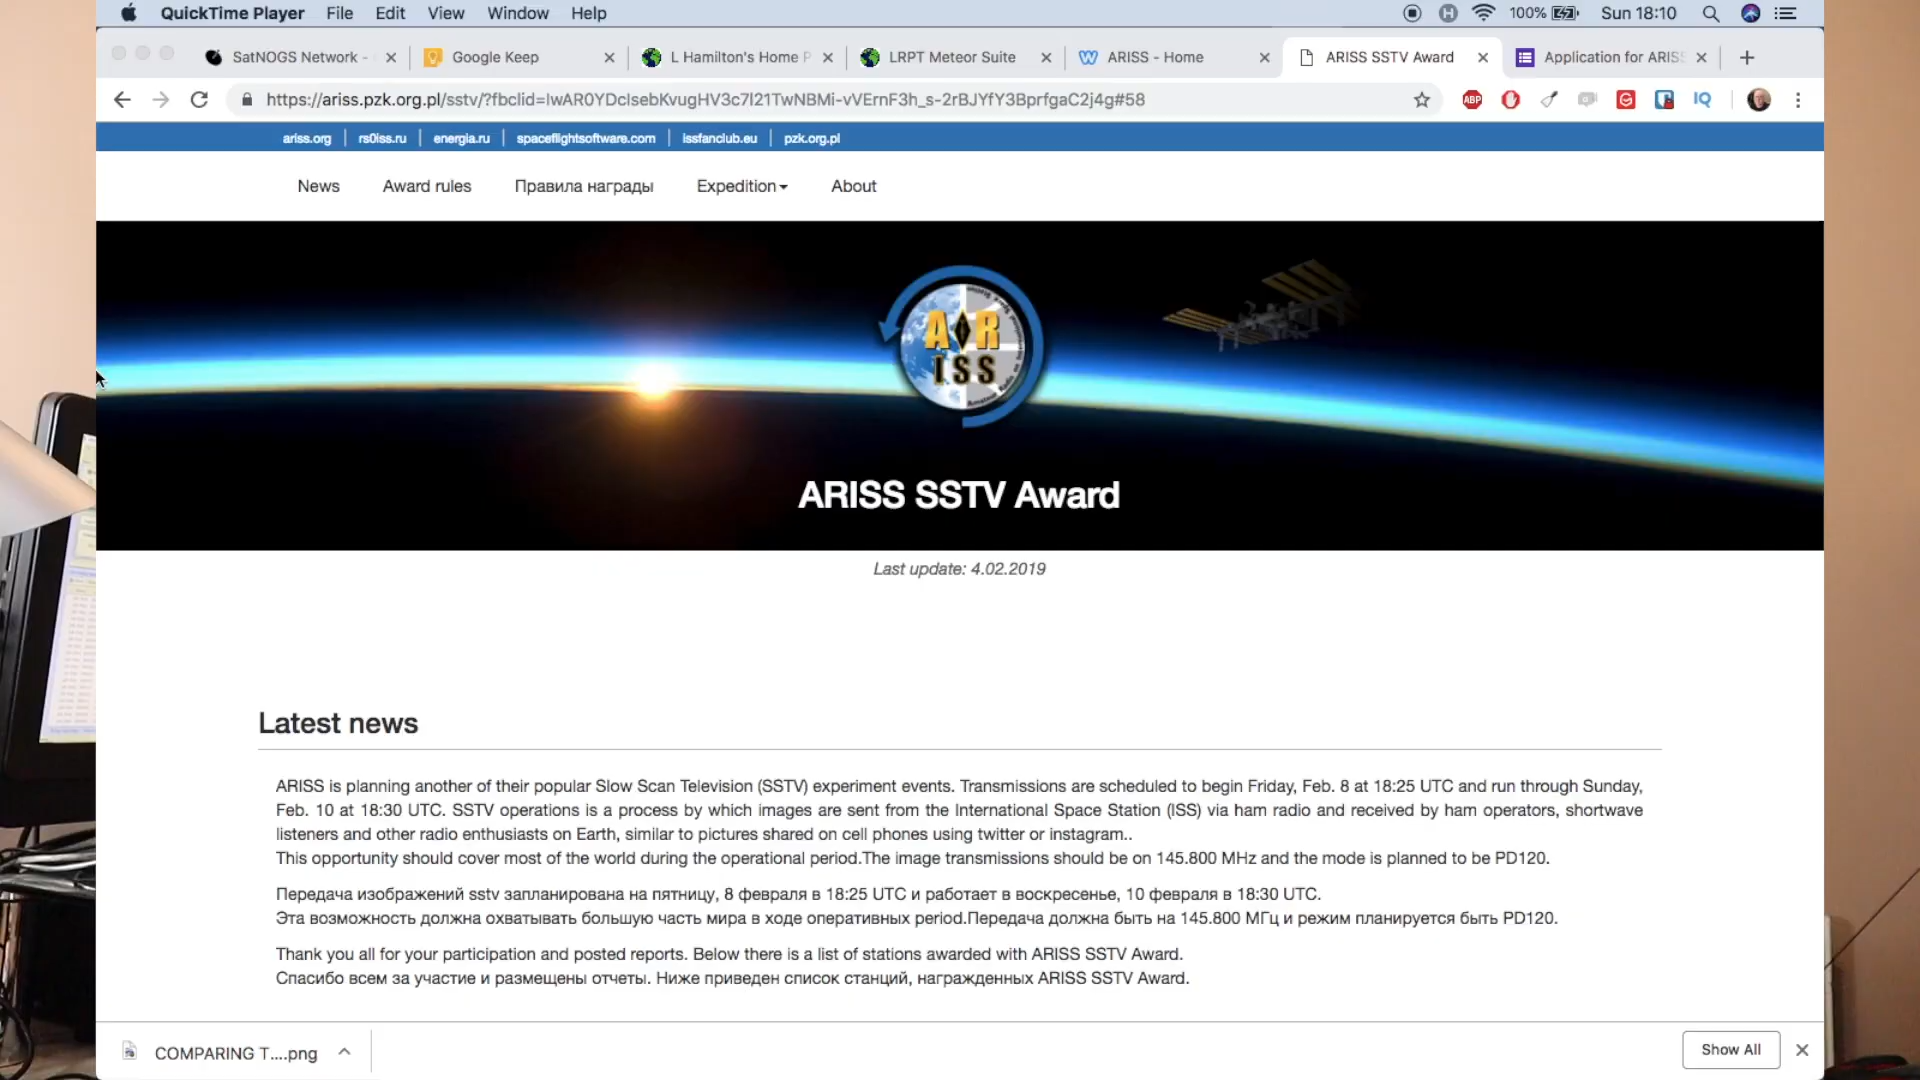 QuickTime Player File Edit View Window Help 100% Sun 18:10
SatNOGS Network - Google Keep L Hamilton's Home P LRPT Meteor Suite ARISS - Home ARISS SSTV Award Application for ARISS
https://ariss.pzk.org.pl/sstv/?fbclid=IwAR0YDclsebKvugHV3c7l21TwNBMi-vVErnF3h_s-2rBJYfY3BprfgaC2j4g#58 ABP IQ
ariss.org rs0iss.ru energia.ru spaceflightsoftware.com issfanclub.eu pzk.org.pl
News Award rules Правила награды Expedition About
AR
ISS
ARISS SSTV Award
Last update: 4.02.2019
Latest news
ARISS is planning another of their popular Slow Scan Television (SSTV) experiment events. Transmissions are scheduled to begin Friday, Feb. 8 at 18:25 UTC and run through Sunday,
Feb. 10 at 18:30 UTC. SSTV operations is a process by which images are sent from the International Space Station (ISS) via ham radio and received by ham operators, shortwave
listeners and other radio enthusiasts on Earth, similar to pictures shared on cell phones using twitter or instagram..
This opportunity should cover most of the world during the operational period.The image transmissions should be on 145.800 MHz and the mode is planned to be PD120.
Передача изображений sstv запланирована на пятницу, 8 февраля в 18:25 UTC и работает в воскресенье, 10 февраля в 18:30 UTC.
Эта возможность должна охватывать большую часть мира в ходе оперативных period.Передача должна быть на 145.800 МГц и режим планируется быть PD120.
Thank you all for your participation and posted reports. Below there is a list of stations awarded with ARISS SSTV Award.
Спасибо всем за участие и размещены отчеты. Ниже приведен список станций, награжденных ARISS SSTV Award.
COMPARING T....png Show All